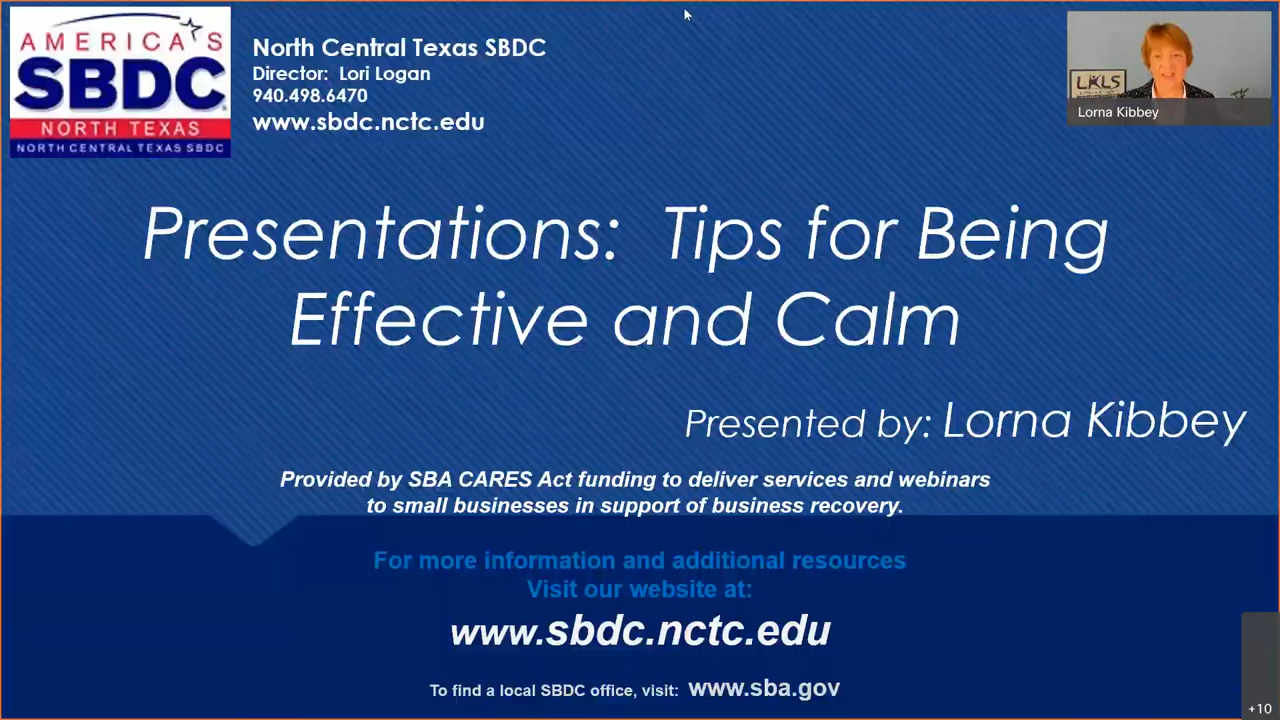 AMERICA'S
SBDC
NORTH TEXAS
NORTH CENTRAL TEXAS SBDC
North Central Texas SBDC
Director: Lori Logan
940.498.6470
www.sbdc.nctc.edu
LKLS
Lorna Kibbey
Presentations: Tips for Being
Effective and Calm
Presented by: Lorna Kibbey
Provided by SBA CARES Act funding to deliver services and webinars
to small businesses in support of business recovery.
For more information and additional resources
Visit our website at:
www.sbdc.nctc.edu
To find a local SBDC office, visit: www.sba.gov
+10